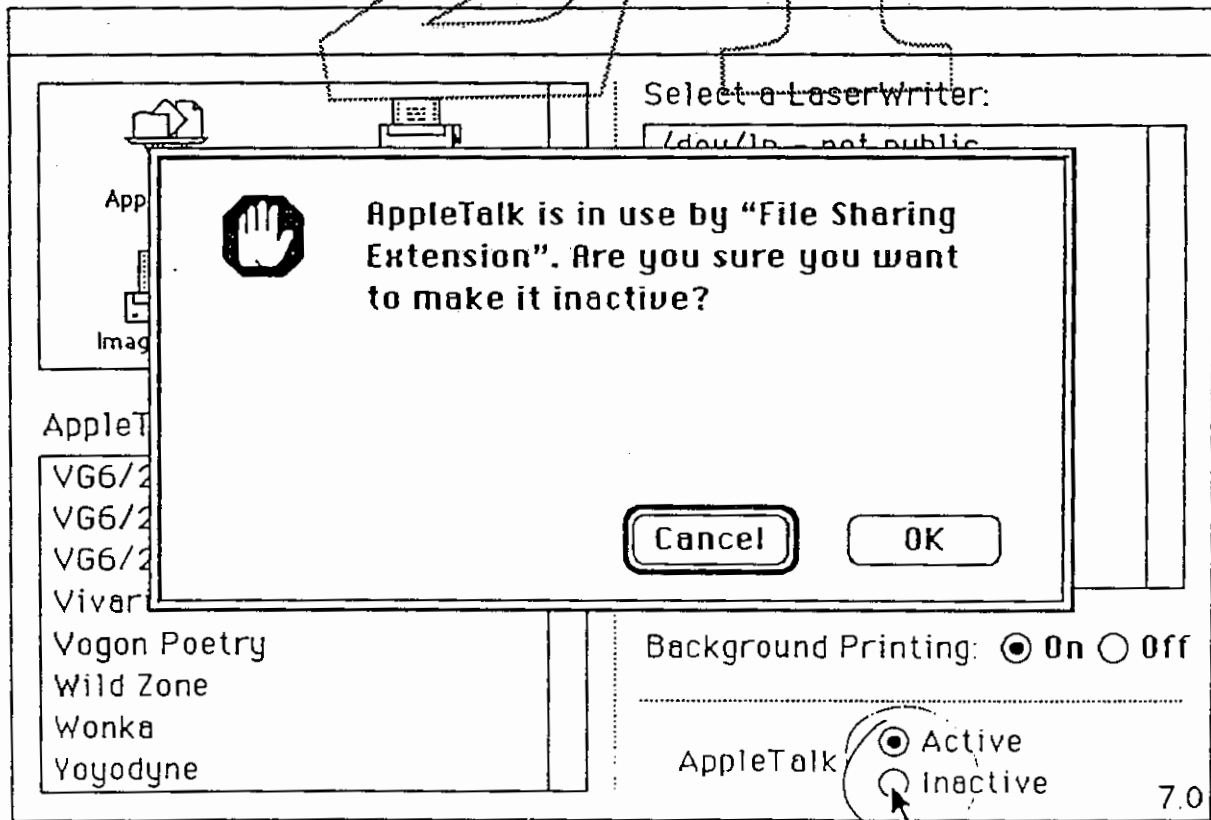 Select a LaserWriter:
/dev/lp - not public
App
AppleTalk is in use by “File Sharing
Extension”. Are you sure you want
to make it inactive?
Imag
AppleT
Cancel
OK
VG6/2
VG6/2
VG6/2
Vivar
Vogon Poetry
Wild Zone
Wonka
Yoyodyne
Background Printing: On Off
AppleTalk Active
Inactive
7.0